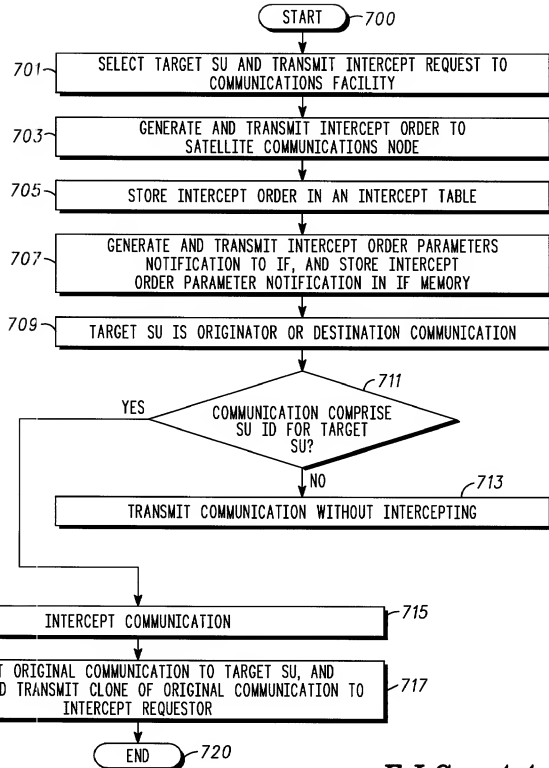 START 700
701 SELECT TARGET SU AND TRANSMIT INTERCEPT REQUEST TO
COMMUNICATIONS FACILITY
703 GENERATE AND TRANSMIT INTERCEPT ORDER TO
SATELLITE COMMUNICATIONS NODE
705 STORE INTERCEPT ORDER IN AN INTERCEPT TABLE
GENERATE AND TRANSMIT INTERCEPT ORDER PARAMETERS
707 NOTIFICATION TO IF, AND STORE INTERCEPT
ORDER PARAMETER NOTIFICATION IN IF MEMORY
709 TARGET SU IS ORIGINATOR OR DESTINATION COMMUNICATION
711
YES COMMUNICATION COMPRISE
SU ID FOR TARGET
SU?
NO
713
TRANSMIT COMMUNICATION WITHOUT INTERCEPTING
INTERCEPT COMMUNICATION 715
ORIGINAL COMMUNICATION TO TARGET SU, AND
TRANSMIT CLONE OF ORIGINAL COMMUNICATION TO 717
INTERCEPT REQUESTOR
END 720